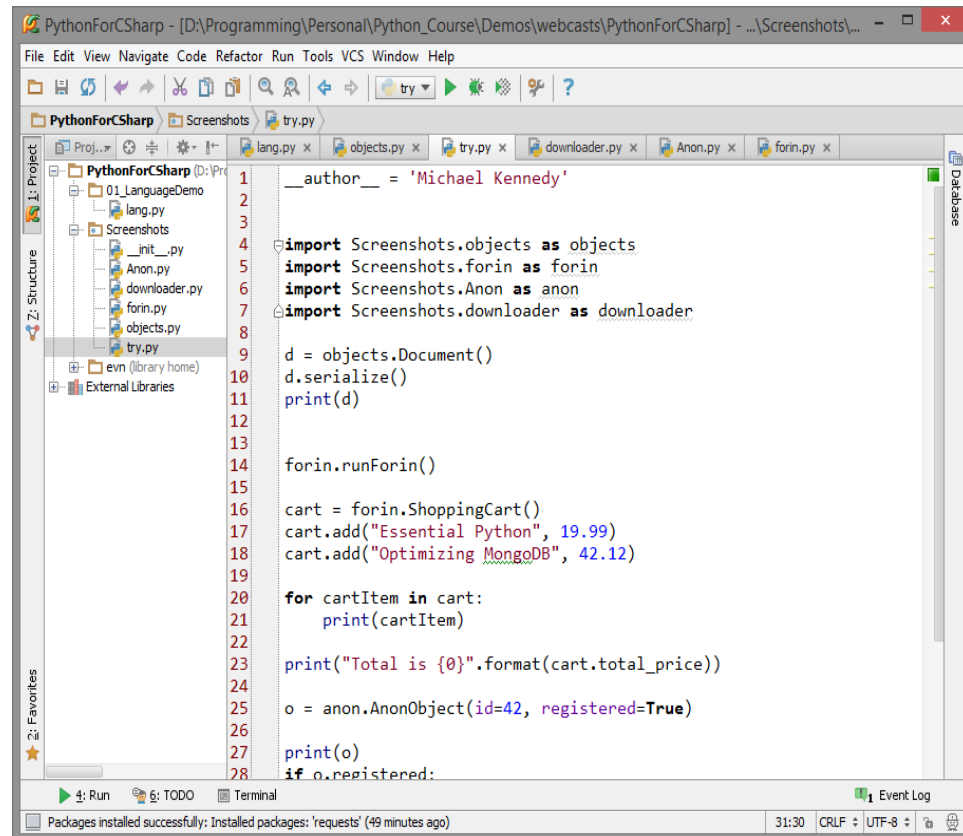 PythonForCSharp - [D:\Programming\Personal\Python_Course\Demos\webcasts\PythonForCSharp] - ...\Screenshots\...
File Edit View Navigate Code Refactor Run Tools VCS Window Help
try
PythonForCSharp Screenshots try.py
Proj..
lang.py × objects.py × try.py × downloader.py × Anon.py × forin.py ×
1: Project
Z: Structure
2: Favorites
Database
PythonForCSharp (D:\Pro
01_LanguageDemo
lang.py
Screenshots
__init__.py
Anon.py
downloader.py
forin.py
objects.py
try.py
evn (library home)
External Libraries
1 __author__ = 'Michael Kennedy'
2
3
4 import Screenshots.objects as objects
5 import Screenshots.forin as forin
6 import Screenshots.Anon as anon
7 import Screenshots.downloader as downloader
8
9 d = objects.Document()
10 d.serialize()
11 print(d)
12
13
14 forin.runForin()
15
16 cart = forin.ShoppingCart()
17 cart.add("Essential Python", 19.99)
18 cart.add("Optimizing MongoDB", 42.12)
19
20 for cartItem in cart:
21 print(cartItem)
22
23 print("Total is {0}".format(cart.total_price))
24
25 o = anon.AnonObject(id=42, registered=True)
26
27 print(o)
28 if o.registered:
4: Run 6: TODO Terminal 1 Event Log
Packages installed successfully: Installed packages: 'requests' (49 minutes ago) 31:30 CRLF UTF-8